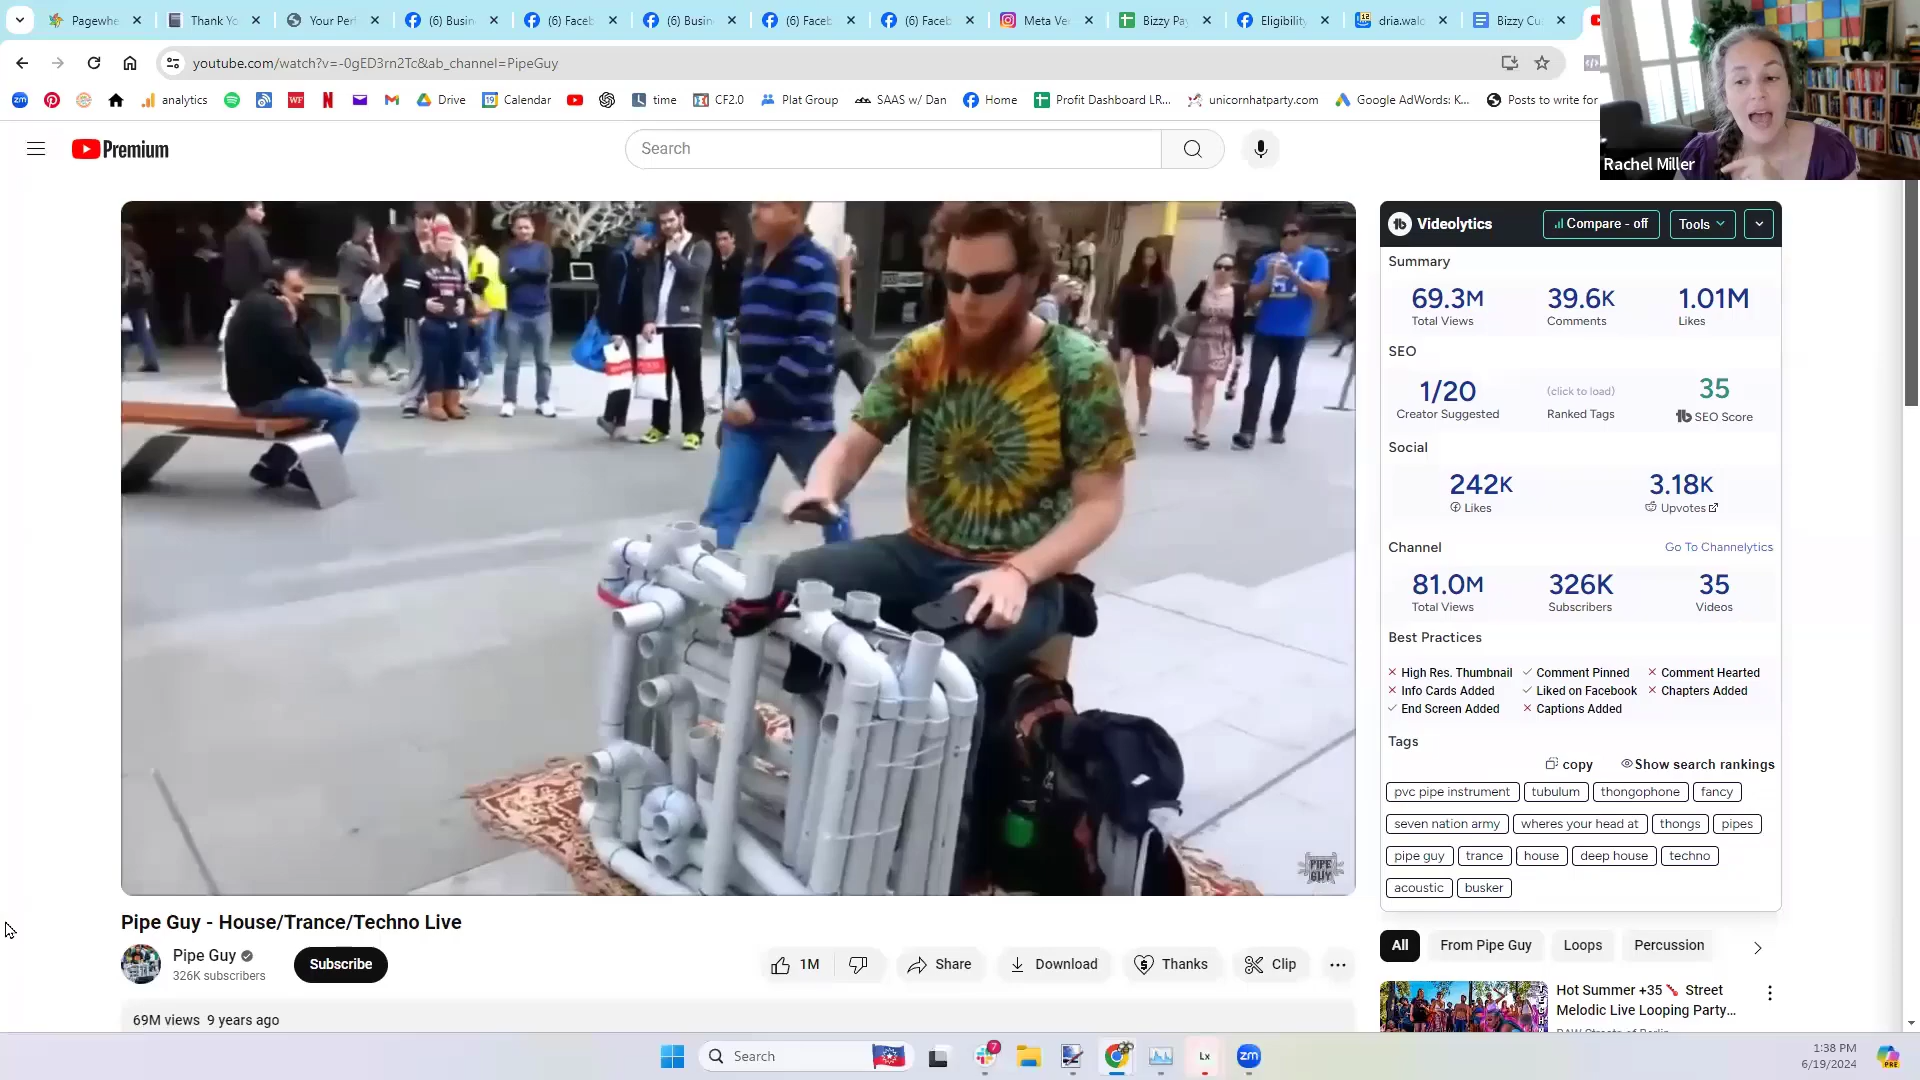 Pagewhe
Thank Yo
Your Per
(6) Busin
(6) Faceb
(6) Busin
(6) Faceb
(6) Faceb
Meta Ve
Bizzy Pay
Eligibility
dria.walc
Bizzy Cu
youtube.com/watch?v=-0gED3rn2Tc&ab_channel=PipeGuy
analytics
Drive
Calendar
time
CF2.0
Plat Group
SAAS w/ Dan
Home
Profit Dashboard LR...
unicornhatparty.com
Google AdWords: K...
Posts to write for
Rachel Miller
Premium
Search
Videolytics
Compare - off
Tools
Summary
69.3M 39.6K 1.01M
Total Views Comments Likes
SEO
1/20 (click to load) 35
Creator Suggested Ranked Tags SEO Score
Social
242K 3.18K
Likes Upvotes
Channel Go To Channelytics
81.0M 326K 35
Total Views Subscribers Videos
Best Practices
High Res. Thumbnail Comment Pinned Comment Hearted
Info Cards Added Liked on Facebook Chapters Added
End Screen Added Captions Added
Tags
copy Show search rankings
pvc pipe instrument tubulum thongophone fancy
seven nation army wheres your head at thongs pipes
pipe guy trance house deep house techno
acoustic busker
PIPE
GUY
Pipe Guy - House/Trance/Techno Live
Pipe Guy
326K subscribers
Subscribe
1M
Share
Download
Thanks
Clip
All From Pipe Guy Loops Percussion
Hot Summer +35 Street
Melodic Live Looping Party...
RAW Streets of Berlin
69M views 9 years ago
Search
7
Lx
zm
1:38 PM
6/19/2024
PRE